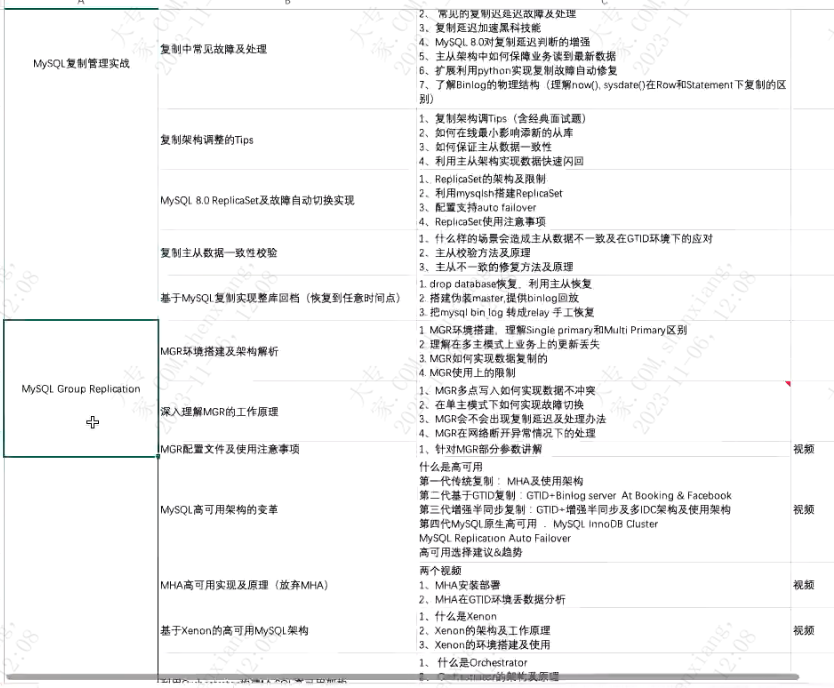 A
B
C
2、 常见的复制迟延迟故障及处理
MySQL复制管理实战
复制中常见故障及处理
3、复制延迟加速黑科技能
4、MySQL 8.0对复制延迟判断的增强
5、主从架构中如何保障业务读到最新数据
6、扩展利用python实现复制故障自动修复
7、了解Binlog的物理结构（理解now(), sysdate()在Row和Statement下复制的区
别）
复制架构调整的Tips
1、复制架构调Tips（含经典面试题）
2、如何在线最小影响添新的从库
3、如何保证主从数据一致性
4、利用主从架构实现数据快速闪回
MySQL 8.0 ReplicaSet及故障自动切换实现
1、ReplicaSet的架构及限制
2、利用mysqlsh搭建ReplicaSet
3、配置支持auto failover
4、ReplicaSet使用注意事项
复制主从数据一致性校验
1、什么样的场景会造成主从数据不一致及在GTID环境下的应对
2、主从校验方法及原理
3、主从不一致的修复方法及原理
基于MySQL复制实现整库回档（恢复到任意时间点）
1. drop database恢复，利用主从恢复
2. 搭建伪装master,提供binlog回放
3. 把mysql bin log 转成relay 手工恢复
MySQL Group Replication
MGR环境搭建及架构解析
1. MGR环境搭建，理解Single primary和Multi Primary区别
2. 理解在多主模式上业务上的更新丢失
3. MGR如何实现数据复制的
4. MGR使用上的限制
深入理解MGR的工作原理
1、MGR多点写入如何实现数据不冲突
2、在单主模式下如何实现故障切换
3、MGR会不会出现复制延迟及处理办法
4、MGR在网络断开异常情况下的处理
MGR配置文件及使用注意事项
1、针对MGR部分参数讲解
视频
MySQL高可用架构的变革
什么是高可用
第一代传统复制： MHA及使用架构
第二代基于GTID复制：GTID+Binlog server At Booking & Facebook
第三代增强半同步复制：GTID+增强半同步及多IDC架构及使用架构
第四代MySQL原生高可用 ． MySQL InnoDB Cluster
MySQL Replication Auto Failover
高可用选择建议&趋势
视频
MHA高可用实现及原理（放弃MHA）
两个视频
1、MHA安装部署
2、MHA在GTID环境丢数据分析
视频
基于Xenon的高可用MySQL架构
1、什么是Xenon
2、Xenon的架构及工作原理
3、Xenon的环境搭建及使用
视频
1、 什么是Orchestrator
2、 Orchestrator的架构及原理